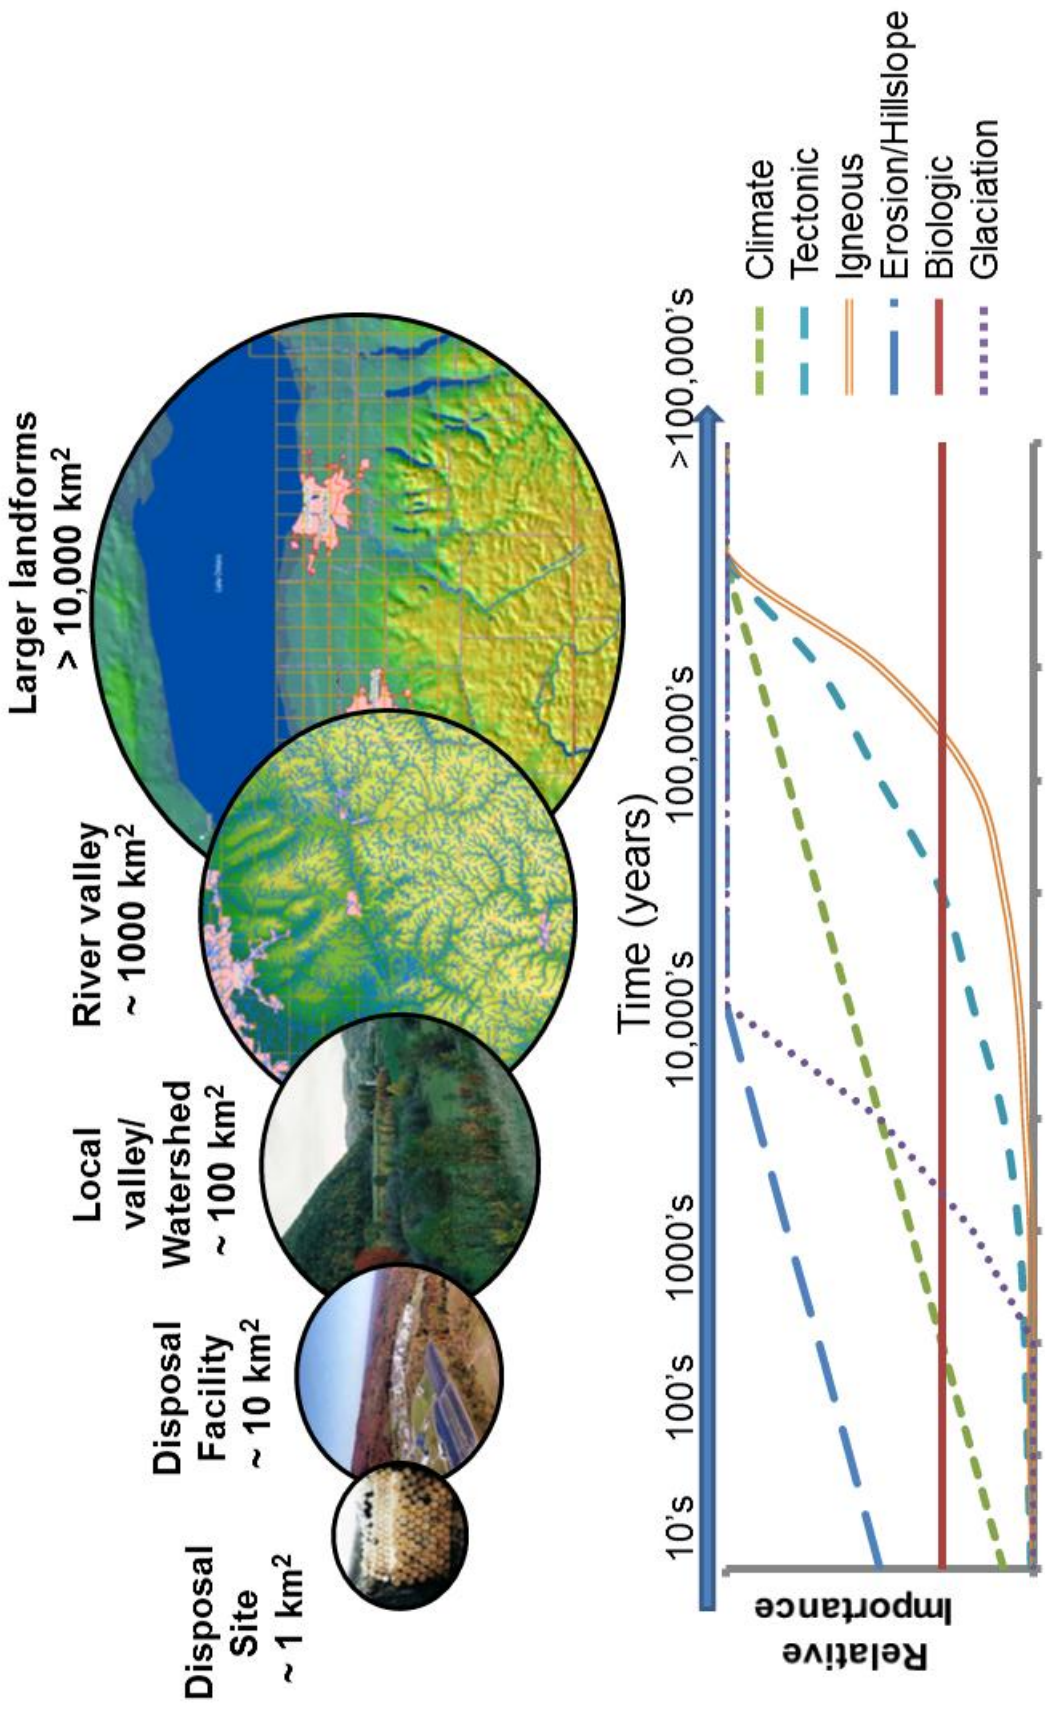 Disposal
Site
~ 1 km²
Disposal
Facility
~ 10 km²
Local
valley/
Watershed
~ 100 km²
River valley
~ 1000 km²
Larger landforms
> 10,000 km²
Lake Ontario
Time (years)
10's
100's
1000's
10,000's
100,000's
>100,000's
Relative
Importance
Climate
Tectonic
Igneous
Erosion/Hillslope
Biologic
Glaciation